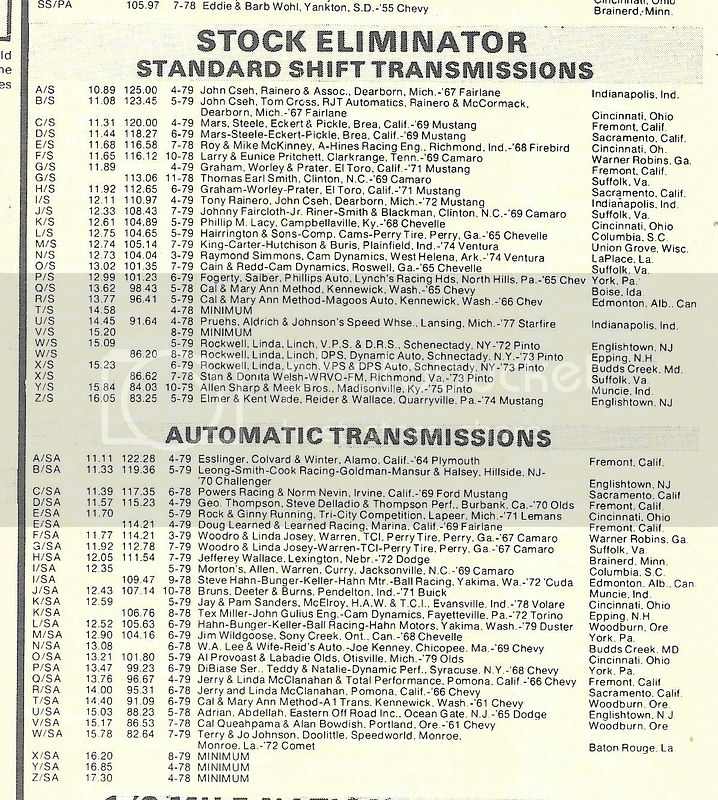 SS/PA 105.97 7-78 Eddie & Barb Wohl, Yankton, S.D.-'55 Chevy Brainerd, Minn.
STOCK ELIMINATOR
STANDARD SHIFT TRANSMISSIONS
A/S 10.89 125.00 4-79 John Cseh, Rainero & Assoc., Dearborn, Mich.-'67 Fairlane Indianapolis, Ind.
B/S 11.08 123.45 5-79 John Cseh, Tom Cross, RJT Automatics, Rainero & McCormack,
Dearborn, Mich.-'67 Fairlane Cincinnati, Ohio
C/S 11.31 120.00 4-79 Mars, Steele, Eckert & Pickle, Brea, Calif.-'69 Mustang Fremont, Calif.
D/S 11.44 118.27 6-79 Mars-Steele-Eckert-Pickle, Brea, Calif.-'69 Mustang Sacramento, Calif.
E/S 11.68 116.58 7-78 Roy & Mike McKinney, A-Hines Racing Eng., Richmond, Ind.-'68 Firebird Cincinnati, Oh.
F/S 11.65 116.12 10-78 Larry & Eunice Pritchett, Clarkrange, Tenn.-'69 Camaro Warner Robins, Ga.
G/S 11.89 4-79 Graham, Worley & Prater, El Toro, Calif.-'71 Mustang Fremont, Calif.
G/S 113.06 11-78 Thomas Earl Smith, Clinton, N.C.-'69 Camaro Suffolk, Va.
H/S 11.92 112.65 6-79 Graham-Worley-Prater, El Toro, Calif.-'71 Mustang Sacramento, Calif.
I/S 12.11 110.97 4-79 Tony Rainero, John Cseh, Dearborn, Mich.-'72 Mustang Indianapolis, Ind.
J/S 12.33 108.43 7-79 Johnny Faircloth-Jr. Riner-Smith & Blackman, Clinton, N.C.-'69 Camaro Suffolk, Va.
K/S 12.61 104.89 5-79 Phillip M. Lacy, Campbellaville, Ky.-'68 Chevelle Cincinnati, Ohio
L/S 12.75 104.65 5-79 Hairrington & Sons-Comp. Cams-Perry Tire, Perry, Ga.-'65 Chevelle Columbia, S.C.
M/S 12.74 105.14 7-79 King-Carter-Hutchison & Buris, Plainfield, Ind.-'74 Ventura Union Grove, Wisc.
N/S 12.73 104.04 3-79 Raymond Simmons, Cam Dynamics, West Helena, Ark.-'74 Ventura LaPlace, La.
O/S 13.02 101.35 7-79 Cain & Redd-Cam Dynamics, Roswell, Ga.-'65 Chevelle Suffolk, Va.
P/S 12.99 101.23 6-79 Fogerty, Saiber, Phillips Auto, Lynch's Racing Hds, North Hills, Pa.-'65 Chev York, Pa.
Q/S 13.62 98.43 5-78 Cal & Mary Ann Method, Kennewick, Wash.-'65 Chevy Boise, Ida
R/S 13.77 96.41 5-79 Cal & Mary Ann Method-Magoos Auto, Kennewick, Wash.-'66 Chev Edmonton, Alb., Can
T/S 14.58 4-78 MINIMUM
U/S 14.45 91.64 4-78 Pruehs, Aldrich & Johnson's Speed Whse., Lansing, Mich.-'77 Starfire Indianapolis, Ind.
V/S 15.20 8-79 MINIMUM
W/S 15.09 5-79 Rockwell, Linda, Linch, V.P.S. & D.R.S., Schenectady, NY-'72 Pinto Englishtown, NJ
W/S 86.20 8-78 Rockwell, Linda, Linch, DPS, Dynamic Auto, Schnectady, N.Y.-'73 Pinto Epping, N.H.
X/S 15.23 6-79 Rockwell, Linda, Lynch, VPS & DPS Auto, Schnectady, NY-'73 Pinto Budds Creek, Md.
X/S 86.62 7-78 Stan & Donita Welsh-WRVQ-FM, Richmond, Va.-'73 Pinto Suffolk, Va.
Y/S 15.84 84.03 10-78 Allen Sharp & Meek Bros., Madisonville, Ky.-'75 Pinto Muncie, Ind
Z/S 16.05 83.25 5-79 Elmer & Kent Wade, Reider & Wallace, Quarryville, Pa.-'74 Mustang Englishtown, NJ
AUTOMATIC TRANSMISSIONS
A/SA 11.11 122.28 4-79 Esslinger, Colvard & Winter, Alamo, Calif.-'64 Plymouth Fremont, Calif.
B/SA 11.33 119.36 5-79 Leong-Smith-Cook Racing-Goldman-Mansur & Halsey, Hillside, NJ-
'70 Challenger Englishtown, NJ
C/SA 11.39 117.35 6-78 Powers Racing & Norm Nevin, Irvine, Calif.-'69 Ford Mustang Sacramento, Calif.
D/SA 11.57 115.23 4-79 Geo. Thompson, Steve Delladio & Thompson Perf., Burbank, Ca.-'70 Olds Fremont, Calif.
E/SA 11.70 5-79 Rock & Ginny Running, Tri-City Competition, Lapeer, Mich.-'71 Lemans Cincinnati, Ohio
E/SA 114.21 4-79 Doug Learned & Learned Racing, Marina, Calif.-'69 Fairlane Fremont, Calif.
F/SA 11.77 114.21 3-79 Woodro & Linda Josey, Warren, TCI, Perry Tire, Perry, Ga.-'67 Camaro Warner Robins, Ga.
G/SA 11.92 112.78 7-79 Woodro & Linda Josey-Warren-TCI-Perry Tire, Perry, Ga.-'67 Camaro Suffolk, Va.
H/SA 12.05 111.54 7-79 Jefferey Wallace, Lexington, Nebr.-'72 Dodge Brainerd, Minn.
I/SA 12.35 5-79 Morton's, Allen, Warren, Curry, Jacksonville, N.C.-'69 Camaro Columbia, S.C.
I/SA 109.47 9-78 Steve Hahn-Bunger-Keller-Hahn Mtr.-Ball Racing, Yakima, Wa.-'72 'Cuda Edmonton, Alb., Can.
J/SA 12.43 107.14 10-78 Bruns, Deeter & Burns, Pendelton, Ind.-'71 Buick Muncie, Ind.
K/SA 12.59 5-79 Jay & Pam Sanders, McElroy, H.A.W. & T.C.I., Evansville, Ind.-'78 Volare Cincinnati, Ohio
K/SA 106.76 8-78 Tex Miller-John Gulius Eng.-Cam Dynamics, Fayetteville, Pa.-'72 Torino Epping, N.H.
L/SA 12.52 105.63 6-79 Hahn-Bunger-Keller-Ball Racing-Hahn Motors, Yakima, Wash.-'79 Duster Woodburn, Ore.
M/SA 12.90 104.16 6-79 Jim Wildgoose, Sony Creek, Ont., Can.-'68 Chevelle York, Pa.
N/SA 13.08 6-78 W.A. Lee & Wife-Reid's Auto.-Joe Kenney, Chicopee, Ma.-'69 Chevy Budds Creek, MD
O/SA 13.21 101.80 5-79 Al Provoast & Labadie Olds, Otisville, Mich.-'79 Olds Cincinnati, Ohio
P/SA 13.47 99.23 6-79 DiBiase Ser., Teddy & Natalie-Dynamic Perf., Syracuse, N.Y.-'68 Chevy York, Pa.
Q/SA 13.76 96.67 4-79 Jerry & Linda McClanahan & Total Performance, Pomona, Calif.-'66 Chevy Fremont, Calif
R/SA 14.00 95.31 6-78 Jerry and Linda McClanahan, Pomona, Calif.-'66 Chevy Sacramento, Calif.
T/SA 14.40 91.09 6-79 Cal & Mary Ann Method-A1 Trans, Kennewick, Wash.-'61 Chevy Woodburn, Ore.
U/SA 15.03 88.23 5-78 Adrian, Abdellah, Eastern Off Road Inc., Ocean Gate, N.J.-'65 Dodge Englishtown, N.J.
V/SA 15.17 86.53 7-78 Cal Queahpama & Alan Bowdish, Portland, Ore.-'61 Chevy Woodburn, Ore.
W/SA 15.78 82.64 7-79 Terry & Jo Johnson, Doolittle, Speedworld, Monroe,
Monroe, La.-'72 Comet Baton Rouge, La
X/SA 16.20 8-79 MINIMUM
Y/SA 16.85 4-78 MINIMUM
Z/SA 17.30 4-78 MINIMUM